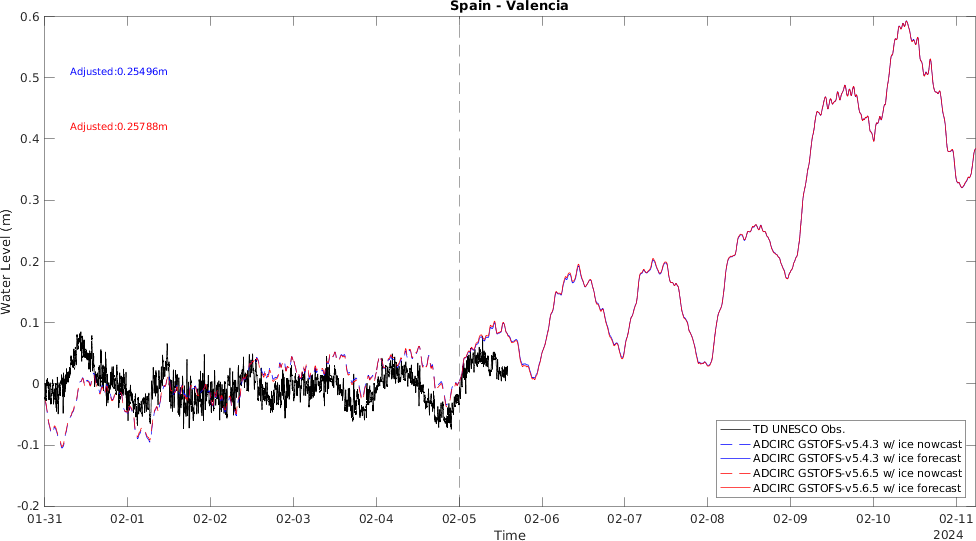 Spain - Valencia
Adjusted:0.25496m
Adjusted:0.25788m
Water Level (m)
0.6
0.5
0.4
0.3
0.2
0.1
0
-0.1
-0.2
TD UNESCO Obs.
ADCIRC GSTOFS-v5.4.3 w/ ice nowcast
ADCIRC GSTOFS-v5.4.3 w/ ice forecast
ADCIRC GSTOFS-v5.6.5 w/ ice nowcast
ADCIRC GSTOFS-v5.6.5 w/ ice forecast
01-31 02-01 02-02 02-03 02-04 02-05 02-06 02-07 02-08 02-09 02-10 02-11
Time
2024